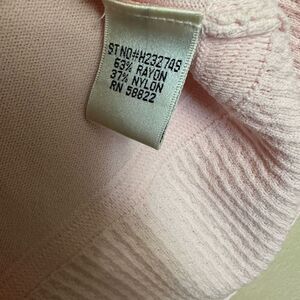 ST NO#H232749
63% RAYON
37% NYLON
RN 58822